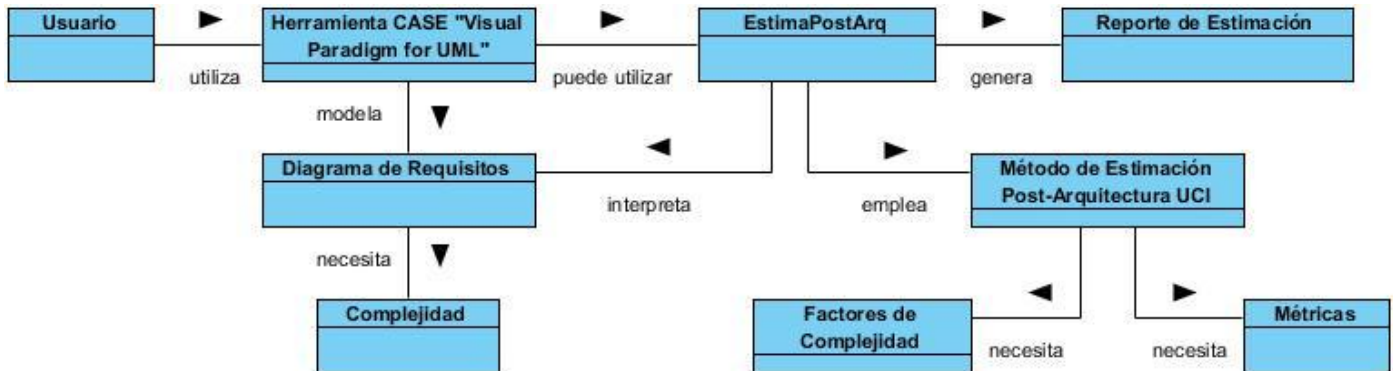 Usuario
Herramienta CASE "Visual
Paradigm for UML"
EstimaPostArq
Reporte de Estimación
utiliza
puede utilizar
genera
modela
Diagrama de Requisitos
Método de Estimación
Post-Arquitectura UCI
interpreta
emplea
necesita
Complejidad
Factores de
Complejidad
Métricas
necesita
necesita